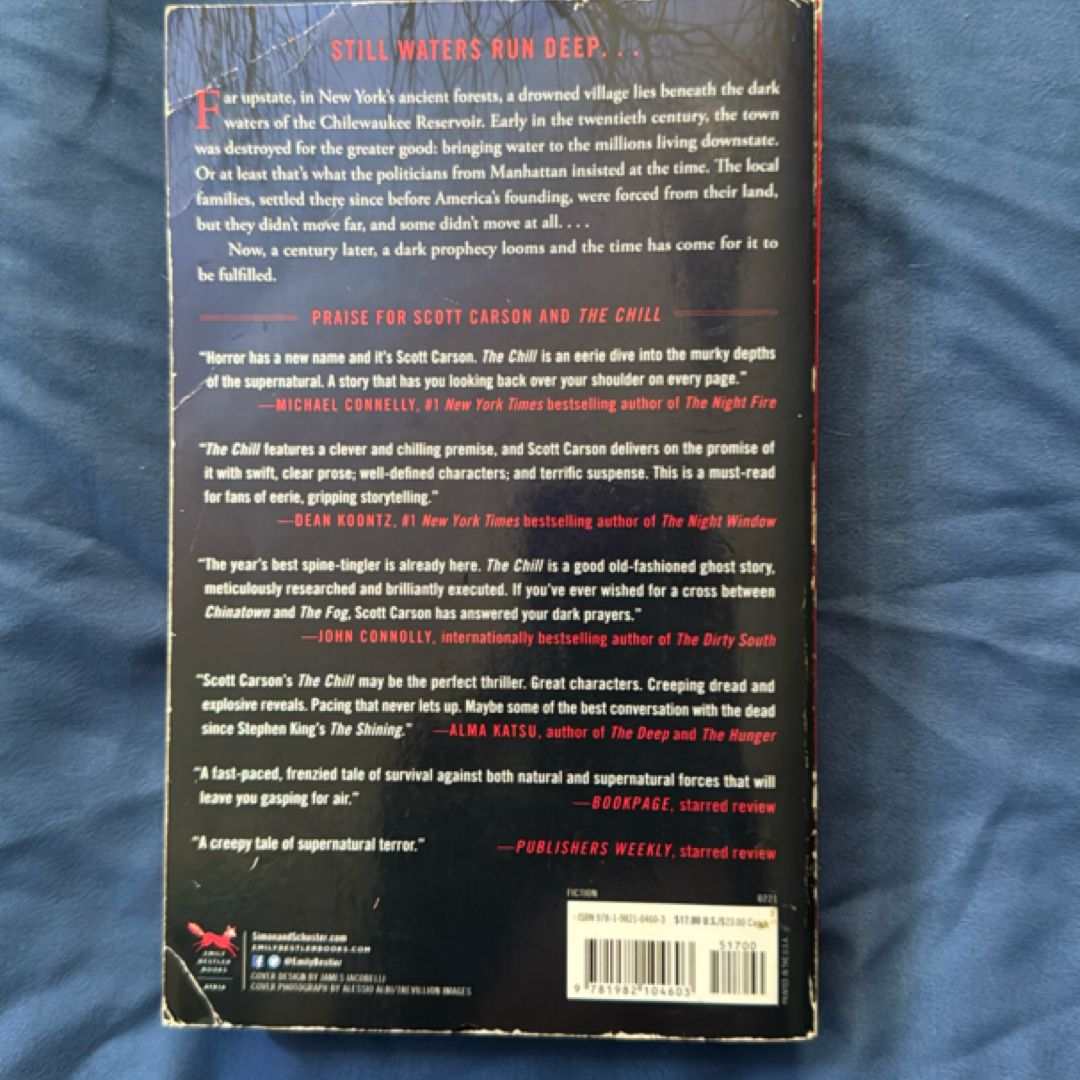 STILL WATERS RUN DEEP. . .
Far upstate, in New York's ancient forests, a drowned village lies beneath the dark
waters of the Chilewaukee Reservoir. Early in the twentieth century, the town
was destroyed for the greater good: bringing water to the millions living downstate.
Or at least that's what the politicians from Manhattan insisted at the time. The local
families, settled there since before America's founding, were forced from their land,
but they didn't move far, and some didn't move at all. . . .
Now, a century later, a dark prophecy looms and the time has come for it to
be fulfilled.
PRAISE FOR SCOTT CARSON AND THE CHILL
"Horror has a new name and it's Scott Carson. The Chill is an eerie dive into the murky depths
of the supernatural. A story that has you looking back over your shoulder on every page."
—MICHAEL CONNELLY, #1 New York Times bestselling author of The Night Fire
"The Chill features a clever and chilling premise, and Scott Carson delivers on the promise of
it with swift, clear prose; well-defined characters; and terrific suspense. This is a must-read
for fans of eerie, gripping storytelling."
—DEAN KOONTZ, #1 New York Times bestselling author of The Night Window
"The year's best spine-tingler is already here. The Chill is a good old-fashioned ghost story,
meticulously researched and brilliantly executed. If you've ever wished for a cross between
Chinatown and The Fog, Scott Carson has answered your dark prayers."
—JOHN CONNOLLY, internationally bestselling author of The Dirty South
"Scott Carson's The Chill may be the perfect thriller. Great characters. Creeping dread and
explosive reveals. Pacing that never lets up. Maybe some of the best conversation with the dead
since Stephen King's The Shining." —ALMA KATSU, author of The Deep and The Hunger
"A fast-paced, frenzied tale of survival against both natural and supernatural forces that will
leave you gasping for air." —BOOKPAGE, starred review
"A creepy tale of supernatural terror." —PUBLISHERS WEEKLY, starred review
FICTION 0221
ISBN 978-1-9821-0460-3 $17.00 U.S./$23.00 Can.
51700
9 781982 104603
PRINTED IN THE U.S.A.
EMILY
BESTLER
BOOKS
ATRIA
SimonandSchuster.com
EMILYBESTLERBOOKS.COM
@EmilyBestler
COVER DESIGN BY JAMES IACOBELLI
COVER PHOTOGRAPH BY ALESSIO ALBI/TREVILLION IMAGES